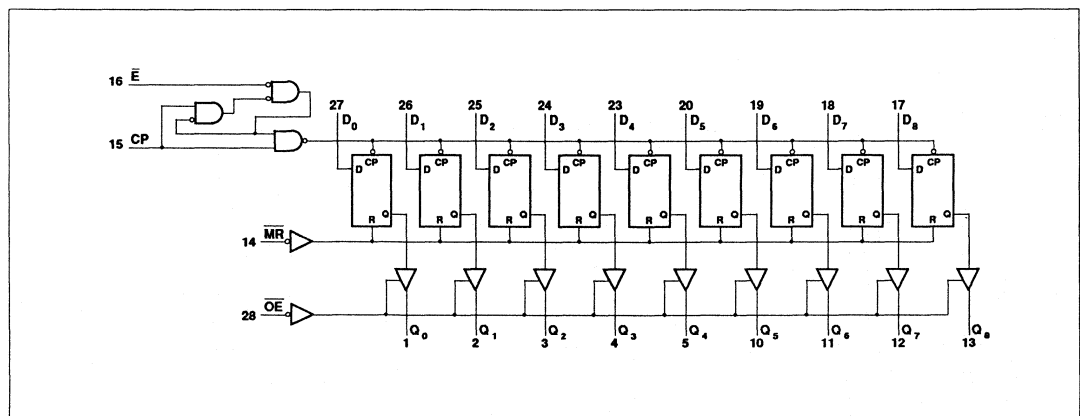 16 E̅
27 26 25 24 23 20 19 18 17
D0 D1 D2 D3 D4 D5 D6 D7 D8
15 CP
CP CP CP CP CP CP CP CP CP
D D D D D D D D D
Q Q Q Q Q Q Q Q Q
R R R R R R R R R
14 M̅R̅
28 O̅E̅
Q0 Q1 Q2 Q3 Q4 Q5 Q6 Q7 Q8
1 2 3 4 5 10 11 12 13